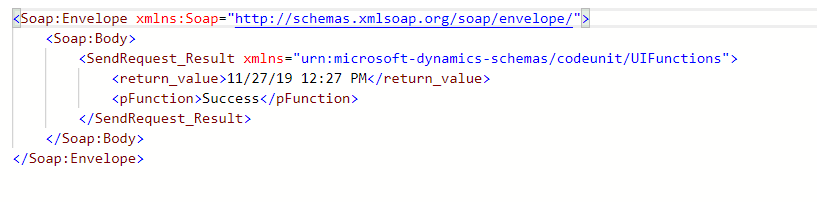 <Soap:Envelope xmlns:Soap="http://schemas.xmlsoap.org/soap/envelope/">
<Soap:Body>
<SendRequest_Result xmlns="urn:microsoft-dynamics-schemas/codeunit/UIFunctions">
<return_value>11/27/19 12:27 PM</return_value>
<pFunction>Success</pFunction>
</SendRequest_Result>
</Soap:Body>
</Soap:Envelope>